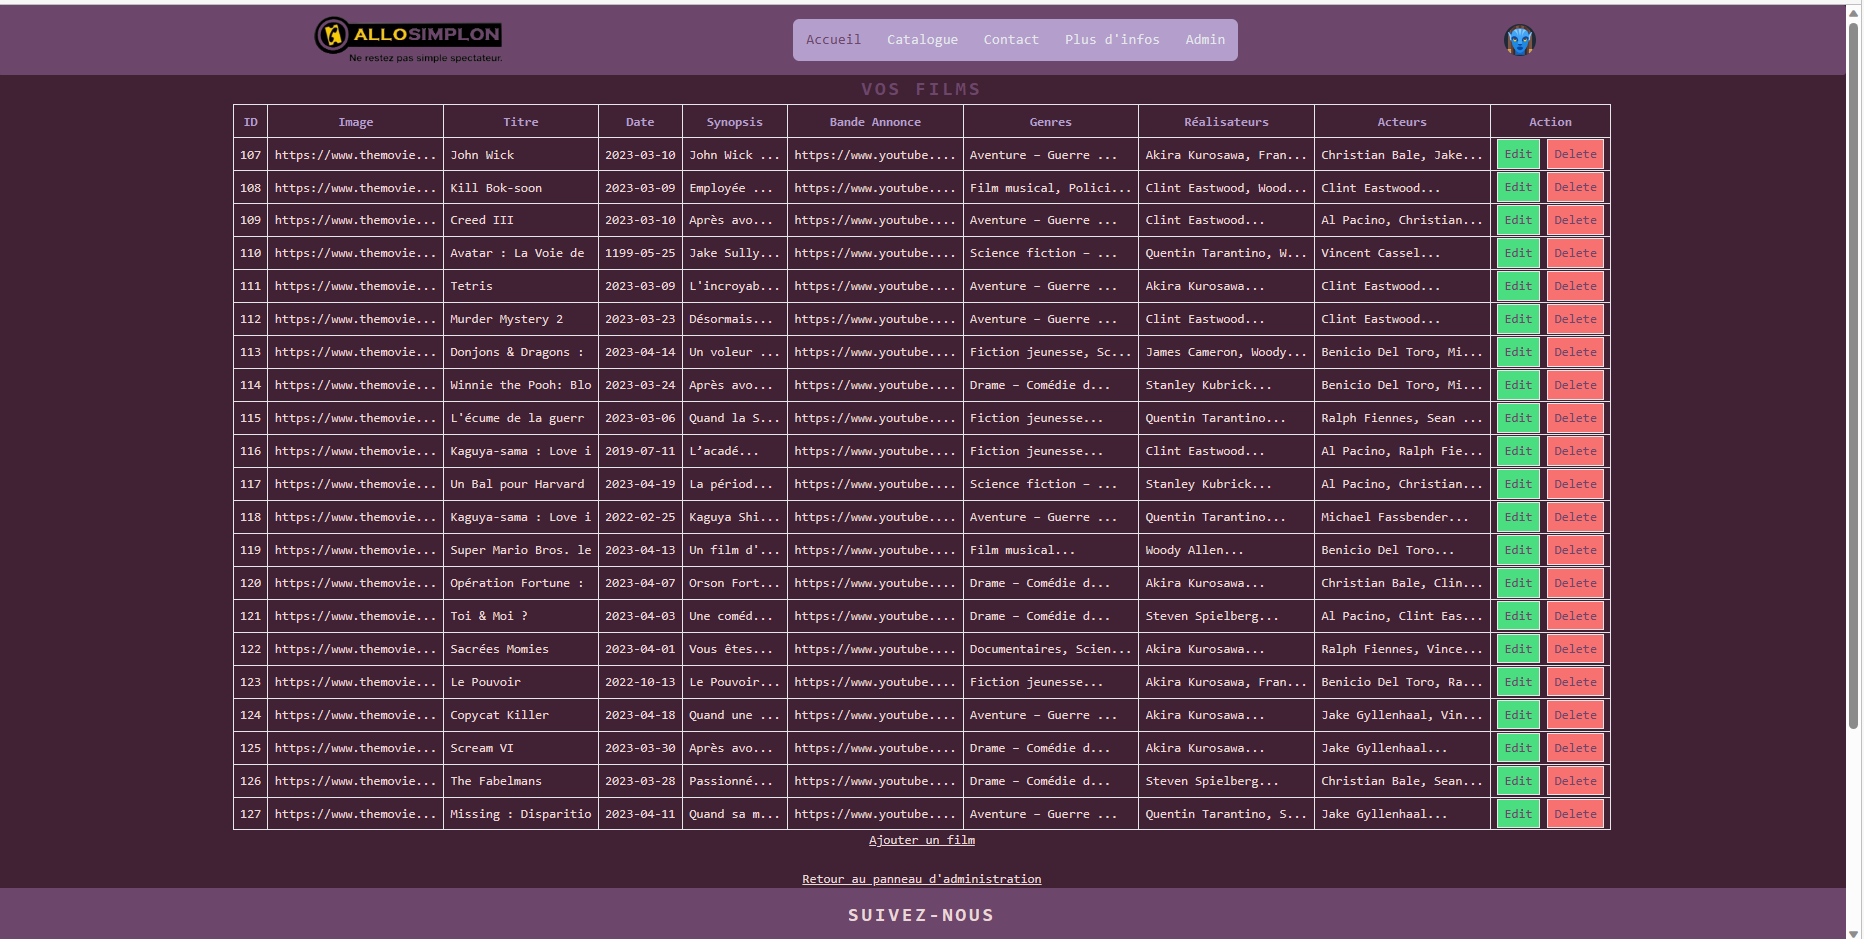 ALLOSIMPLON
Ne restez pas simple spectateur.
Accueil Catalogue Contact Plus d'infos Admin
VOS FILMS
ID Image Titre Date Synopsis Bande Annonce Genres Réalisateurs Acteurs Action
107 https://www.themovie... John Wick 2023-03-10 John Wick ... https://www.youtube.... Aventure – Guerre ... Akira Kurosawa, Fran... Christian Bale, Jake... Edit Delete
108 https://www.themovie... Kill Bok-soon 2023-03-09 Employée ... https://www.youtube.... Film musical, Polici... Clint Eastwood, Wood... Clint Eastwood... Edit Delete
109 https://www.themovie... Creed III 2023-03-10 Après avo... https://www.youtube.... Aventure – Guerre ... Clint Eastwood... Al Pacino, Christian... Edit Delete
110 https://www.themovie... Avatar : La Voie de 1199-05-25 Jake Sully... https://www.youtube.... Science fiction – ... Quentin Tarantino, W... Vincent Cassel... Edit Delete
111 https://www.themovie... Tetris 2023-03-09 L'incroyab... https://www.youtube.... Aventure – Guerre ... Akira Kurosawa... Clint Eastwood... Edit Delete
112 https://www.themovie... Murder Mystery 2 2023-03-23 Désormais... https://www.youtube.... Aventure – Guerre ... Clint Eastwood... Clint Eastwood... Edit Delete
113 https://www.themovie... Donjons & Dragons : 2023-04-14 Un voleur ... https://www.youtube.... Fiction jeunesse, Sc... James Cameron, Woody... Benicio Del Toro, Mi... Edit Delete
114 https://www.themovie... Winnie the Pooh: Blo 2023-03-24 Après avo... https://www.youtube.... Drame – Comédie d... Stanley Kubrick... Benicio Del Toro, Mi... Edit Delete
115 https://www.themovie... L'écume de la guerr 2023-03-06 Quand la S... https://www.youtube.... Fiction jeunesse... Quentin Tarantino... Ralph Fiennes, Sean ... Edit Delete
116 https://www.themovie... Kaguya-sama : Love i 2019-07-11 L’acadé... https://www.youtube.... Fiction jeunesse... Clint Eastwood... Al Pacino, Ralph Fie... Edit Delete
117 https://www.themovie... Un Bal pour Harvard 2023-04-19 La périod... https://www.youtube.... Science fiction – ... Stanley Kubrick... Al Pacino, Christian... Edit Delete
118 https://www.themovie... Kaguya-sama : Love i 2022-02-25 Kaguya Shi... https://www.youtube.... Aventure – Guerre ... Quentin Tarantino... Michael Fassbender... Edit Delete
119 https://www.themovie... Super Mario Bros. le 2023-04-13 Un film d'... https://www.youtube.... Film musical... Woody Allen... Benicio Del Toro... Edit Delete
120 https://www.themovie... Opération Fortune : 2023-04-07 Orson Fort... https://www.youtube.... Drame – Comédie d... Akira Kurosawa... Christian Bale, Clin... Edit Delete
121 https://www.themovie... Toi & Moi ? 2023-04-03 Une coméd... https://www.youtube.... Drame – Comédie d... Steven Spielberg... Al Pacino, Clint Eas... Edit Delete
122 https://www.themovie... Sacrées Momies 2023-04-01 Vous êtes... https://www.youtube.... Documentaires, Scien... Akira Kurosawa... Ralph Fiennes, Vince... Edit Delete
123 https://www.themovie... Le Pouvoir 2022-10-13 Le Pouvoir... https://www.youtube.... Fiction jeunesse... Akira Kurosawa, Fran... Benicio Del Toro, Ra... Edit Delete
124 https://www.themovie... Copycat Killer 2023-04-18 Quand une ... https://www.youtube.... Aventure – Guerre ... Akira Kurosawa... Jake Gyllenhaal, Vin... Edit Delete
125 https://www.themovie... Scream VI 2023-03-30 Après avo... https://www.youtube.... Drame – Comédie d... Akira Kurosawa... Jake Gyllenhaal... Edit Delete
126 https://www.themovie... The Fabelmans 2023-03-28 Passionné... https://www.youtube.... Drame – Comédie d... Steven Spielberg... Christian Bale, Sean... Edit Delete
127 https://www.themovie... Missing : Disparitio 2023-04-11 Quand sa m... https://www.youtube.... Aventure – Guerre ... Quentin Tarantino, S... Jake Gyllenhaal... Edit Delete
Ajouter un film
Retour au panneau d'administration
SUIVEZ-NOUS